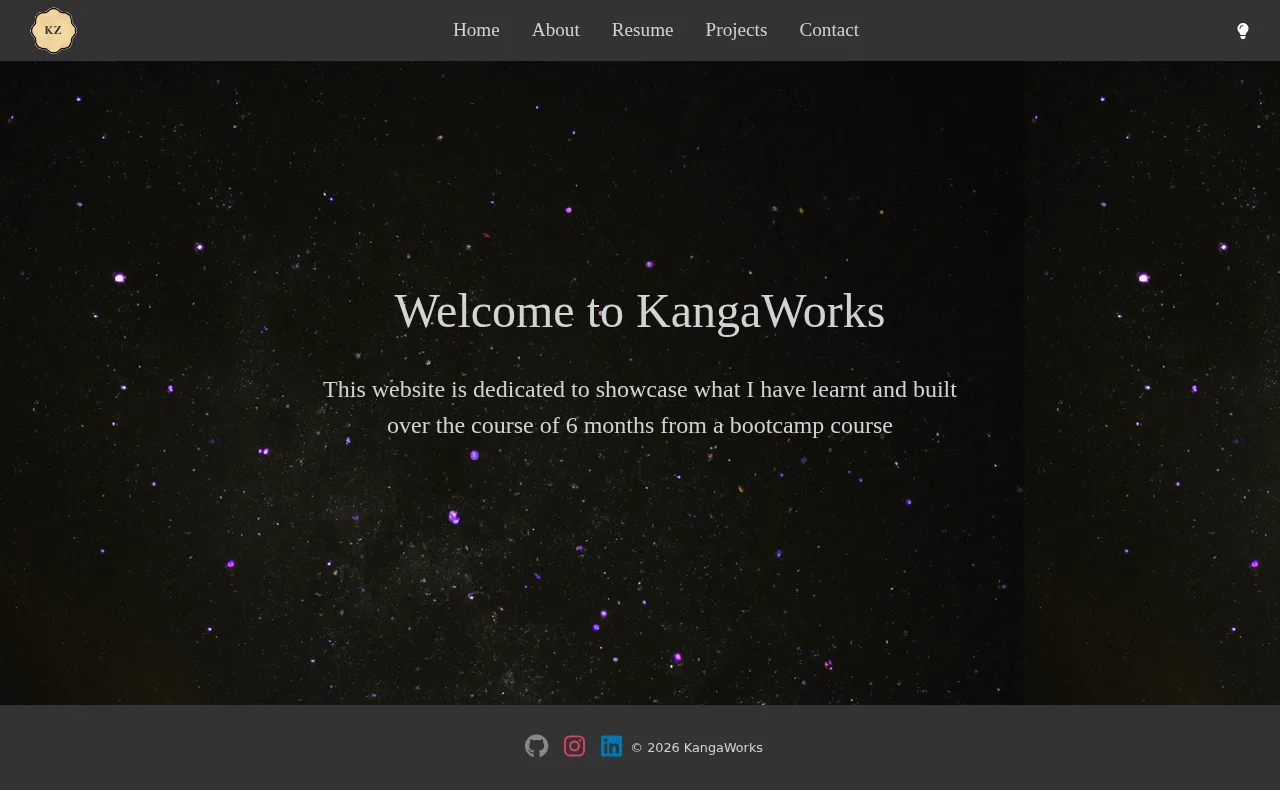 KZ
Home
About
Resume
Projects
Contact
Welcome to KangaWorks
This website is dedicated to showcase what I have learnt and built
over the course of 6 months from a bootcamp course
© 2026 KangaWorks